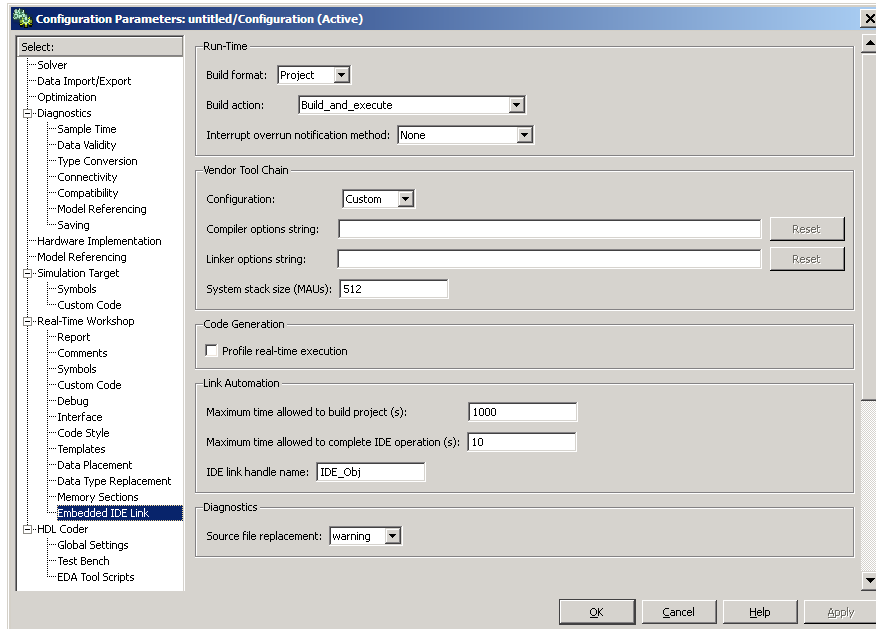 Configuration Parameters: untitled/Configuration (Active)
Select:
Solver
Data Import/Export
Optimization
Diagnostics
Sample Time
Data Validity
Type Conversion
Connectivity
Compatibility
Model Referencing
Saving
Hardware Implementation
Model Referencing
Simulation Target
Symbols
Custom Code
Real-Time Workshop
Report
Comments
Symbols
Custom Code
Debug
Interface
Code Style
Templates
Data Placement
Data Type Replacement
Memory Sections
Embedded IDE Link
HDL Coder
Global Settings
Test Bench
EDA Tool Scripts
Run-Time
Build format: Project
Build action: Build_and_execute
Interrupt overrun notification method: None
Vendor Tool Chain
Configuration: Custom
Compiler options string: Reset
Linker options string: Reset
System stack size (MAUs): 512
Code Generation
Profile real-time execution
Link Automation
Maximum time allowed to build project (s): 1000
Maximum time allowed to complete IDE operation (s): 10
IDE link handle name: IDE_Obj
Diagnostics
Source file replacement: warning
OK Cancel Help Apply